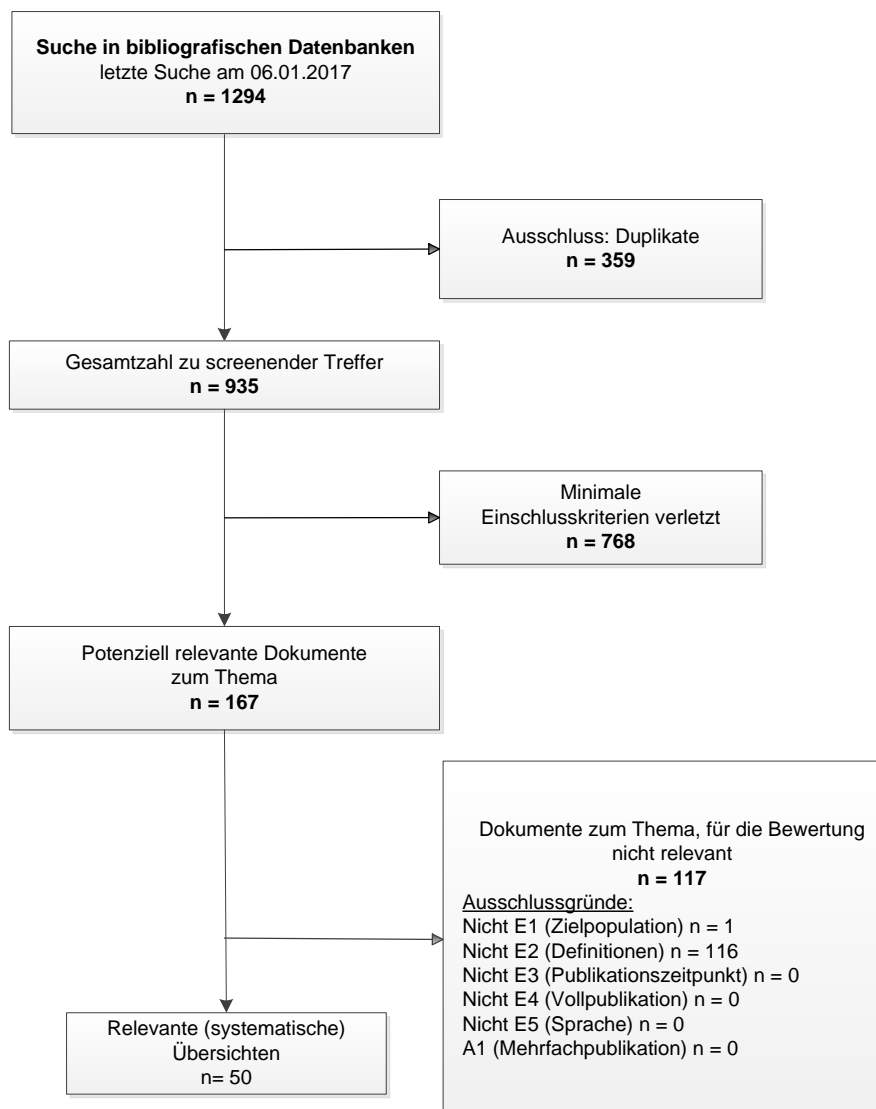 Suche in bibliografischen Datenbanken
letzte Suche am 06.01.2017
n = 1294
Ausschluss: Duplikate
n = 359
Gesamtzahl zu screenender Treffer
n = 935
Minimale
Einschlusskriterien verletzt
n = 768
Potenziell relevante Dokumente
zum Thema
n = 167
Dokumente zum Thema, für die Bewertung
nicht relevant
n = 117
Ausschlussgründe:
Nicht E1 (Zielpopulation) n = 1
Nicht E2 (Definitionen) n = 116
Nicht E3 (Publikationszeitpunkt) n = 0
Nicht E4 (Vollpublikation) n = 0
Nicht E5 (Sprache) n = 0
A1 (Mehrfachpublikation) n = 0
Relevante (systematische)
Übersichten
n= 50